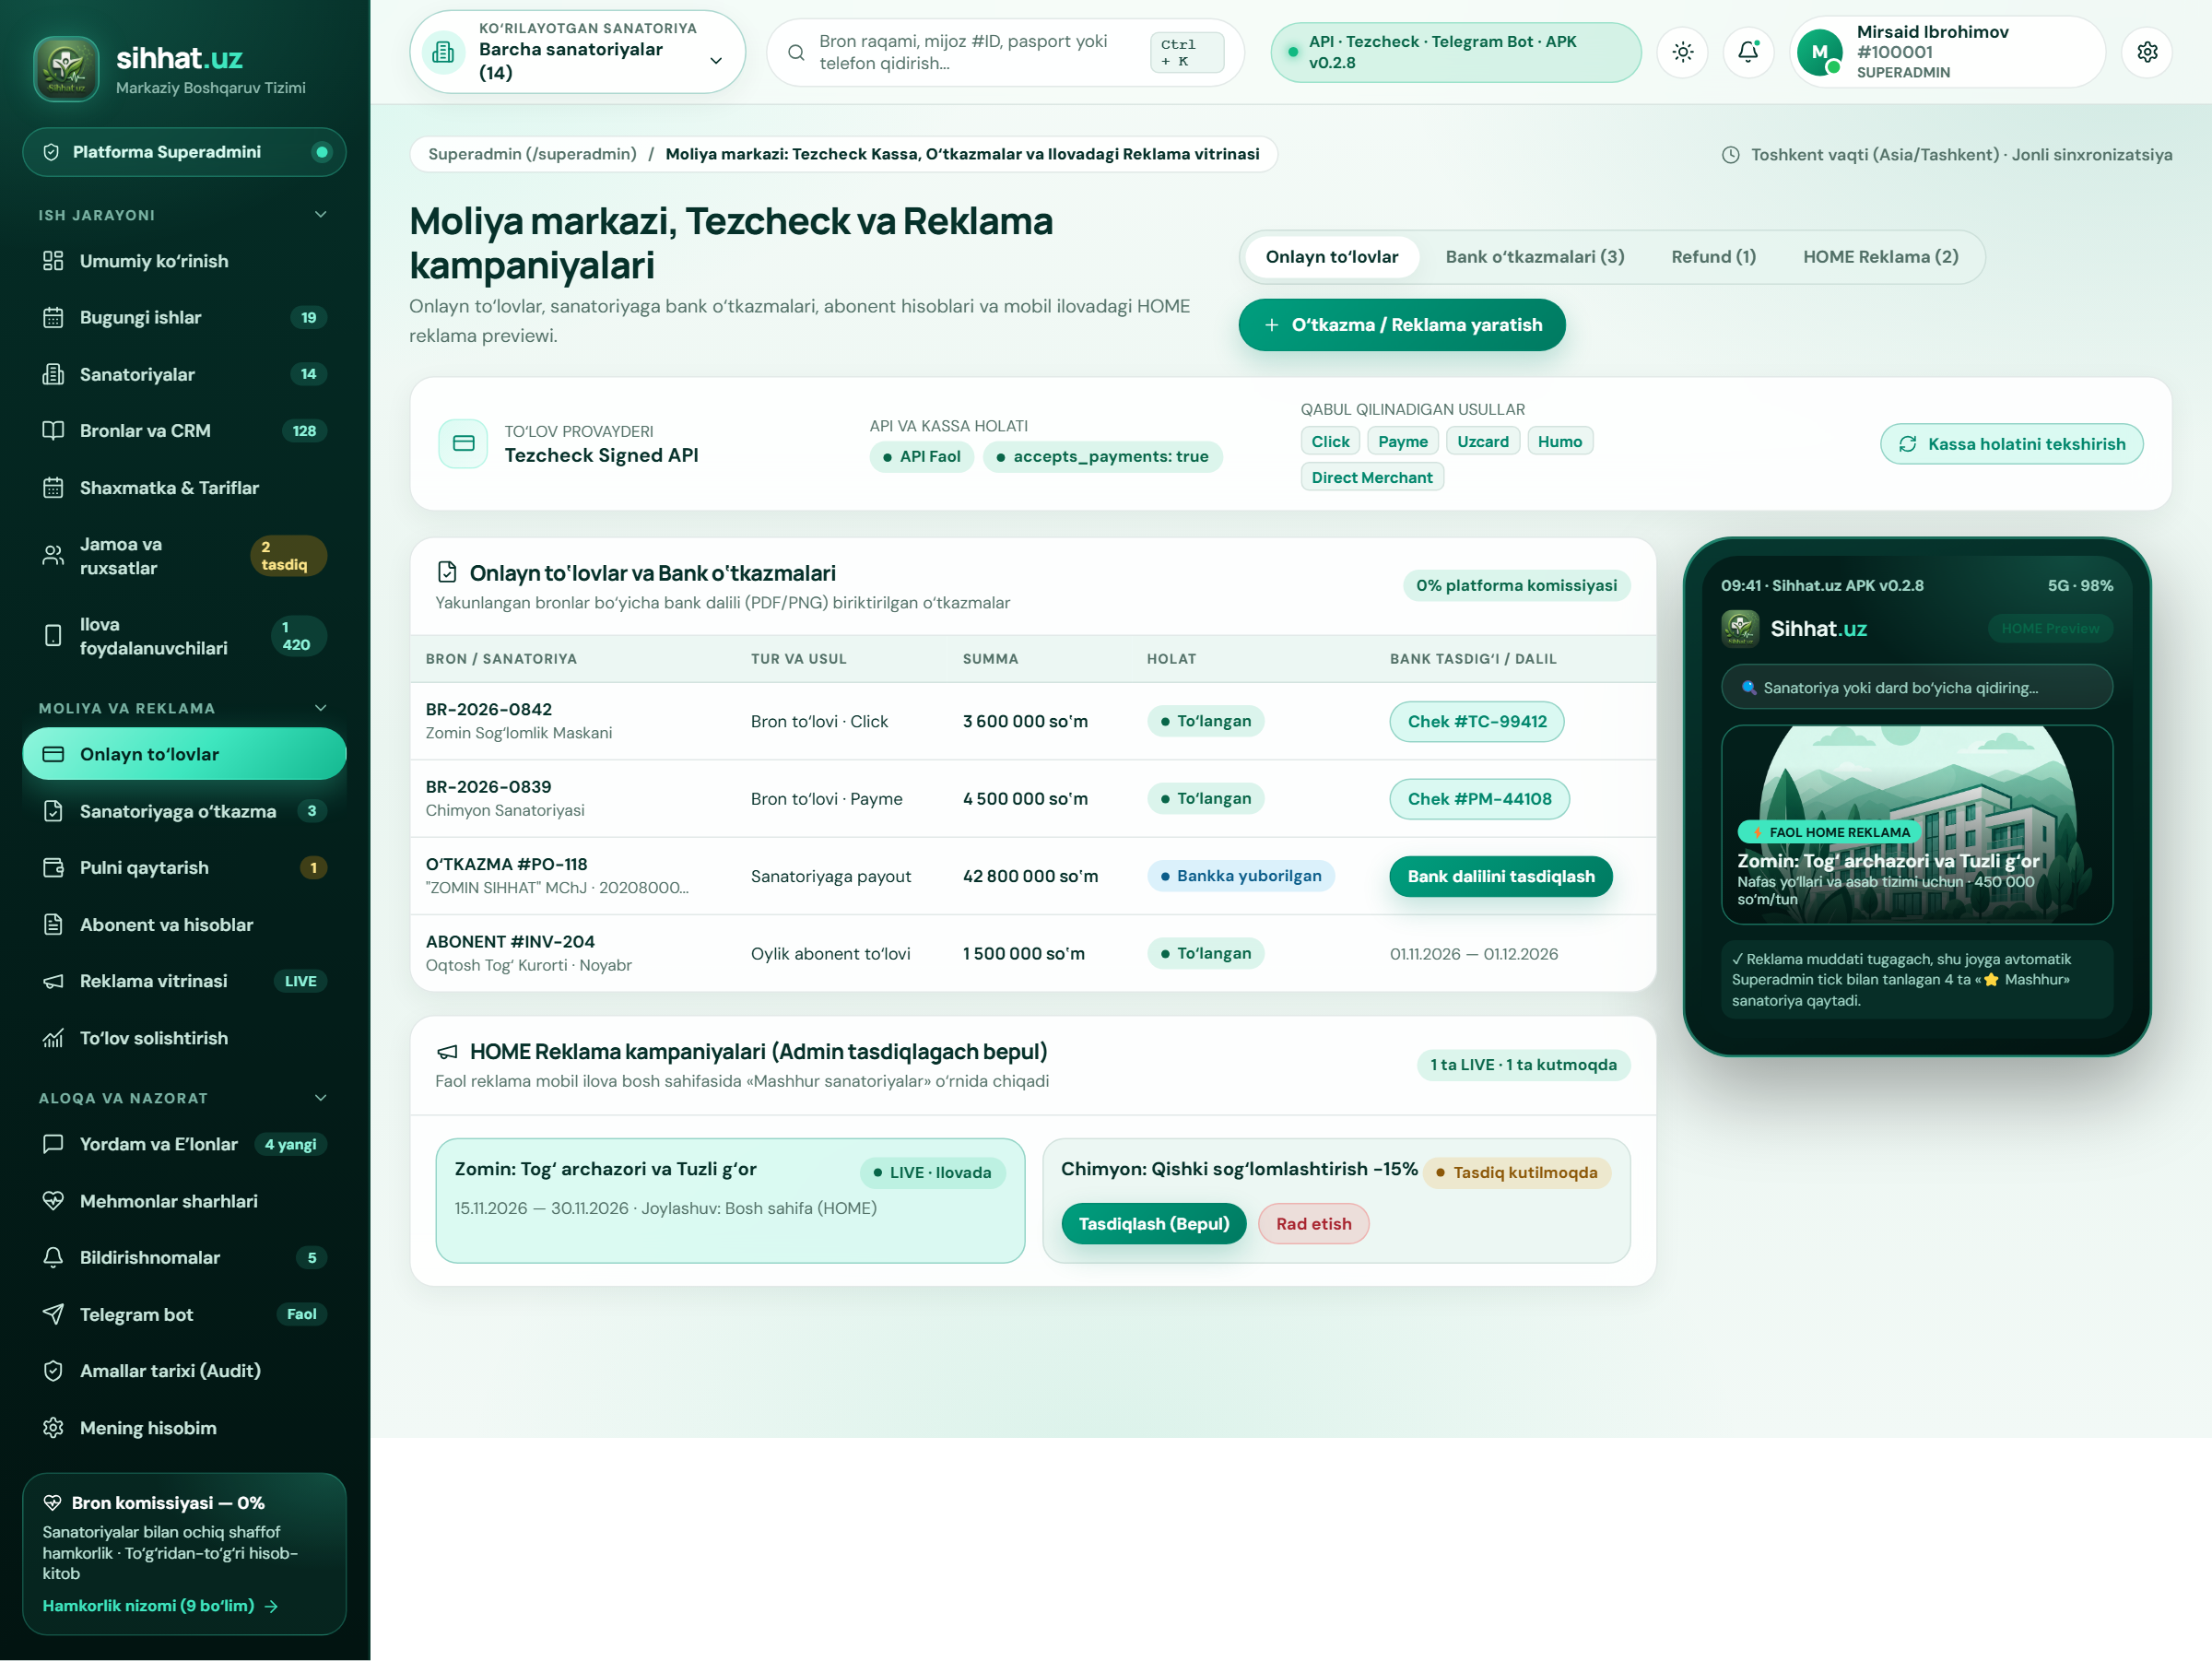 sihhat.uz
Markaziy Boshqaruv Tizimi
Platforma Superadmini
ISH JARAYONI
Umumiy ko‘rinish
Bugungi ishlar 19
Sanatoriyalar 14
Bronlar va CRM 128
Shaxmatka & Tariflar
Jamoa va
ruxsatlar
2
tasdiq
Ilova
foydalanuvchilari
1
420
MOLIYA VA REKLAMA
Onlayn to‘lovlar
Sanatoriyaga o‘tkazma 3
Pulni qaytarish 1
Abonent va hisoblar
Reklama vitrinasi LIVE
To‘lov solishtirish
ALOQA VA NAZORAT
Yordam va E’lonlar 4 yangi
Mehmonlar sharhlari
Bildirishnomalar 5
Telegram bot Faol
Amallar tarixi (Audit)
Mening hisobim
Bron komissiyasi — 0%
Sanatoriyalar bilan ochiq shaffof
hamkorlik · To‘g‘ridan-to‘g‘ri hisob-
kitob
Hamkorlik nizomi (9 bo‘lim) →
KO‘RILAYOTGAN SANATORIYA
Barcha sanatoriyalar
(14)
Bron raqami, mijoz #ID, pasport yoki
telefon qidirish...
Ctrl
+ K
API · Tezcheck · Telegram Bot · APK
v0.2.8
M
Mirsaid Ibrohimov
#100001
SUPERADMIN
Superadmin (/superadmin) / Moliya markazi: Tezcheck Kassa, O‘tkazmalar va Ilovadagi Reklama vitrinasi
Toshkent vaqti (Asia/Tashkent) · Jonli sinxronizatsiya
Moliya markazi, Tezcheck va Reklama
kampaniyalari
Onlayn to‘lovlar, sanatoriyaga bank o‘tkazmalari, abonent hisoblari va mobil ilovadagi HOME
reklama previewi.
Onlayn to‘lovlar Bank o‘tkazmalari (3) Refund (1) HOME Reklama (2)
+ O‘tkazma / Reklama yaratish
TO‘LOV PROVAYDERI
Tezcheck Signed API
API VA KASSA HOLATI
API Faol accepts_payments: true
QABUL QILINADIGAN USULLAR
Click Payme Uzcard Humo
Direct Merchant
Kassa holatini tekshirish
Onlayn to‘lovlar va Bank o‘tkazmalari
Yakunlangan bronlar bo‘yicha bank dalili (PDF/PNG) biriktirilgan o‘tkazmalar
0% platforma komissiyasi
BRON / SANATORIYA TUR VA USUL SUMMA HOLAT BANK TASDIG‘I / DALIL
BR-2026-0842
Zomin Sog‘lomlik Maskani
Bron to‘lovi · Click 3 600 000 so‘m To‘langan Chek #TC-99412
BR-2026-0839
Chimyon Sanatoriyasi
Bron to‘lovi · Payme 4 500 000 so‘m To‘langan Chek #PM-44108
O‘TKAZMA #PO-118
"ZOMIN SIHHAT" MChJ · 20208000...
Sanatoriyaga payout 42 800 000 so‘m Bankka yuborilgan Bank dalilini tasdiqlash
ABONENT #INV-204
Oqtosh Tog‘ Kurorti · Noyabr
Oylik abonent to‘lovi 1 500 000 so‘m To‘langan 01.11.2026 — 01.12.2026
HOME Reklama kampaniyalari (Admin tasdiqlagach bepul)
Faol reklama mobil ilova bosh sahifasida «Mashhur sanatoriyalar» o‘rnida chiqadi
1 ta LIVE · 1 ta kutmoqda
Zomin: Tog‘ archazori va Tuzli g‘or
LIVE · Ilovada
15.11.2026 — 30.11.2026 · Joylashuv: Bosh sahifa (HOME)
Chimyon: Qishki sog‘lomlashtirish -15%
Tasdiq kutilmoqda
Tasdiqlash (Bepul) Rad etish
09:41 · Sihhat.uz APK v0.2.8 5G · 98%
Sihhat.uz
HOME Preview
🔍 Sanatoriya yoki dard bo‘yicha qidiring...
⚡ FAOL HOME REKLAMA
Zomin: Tog‘ archazori va Tuzli g‘or
Nafas yo‘llari va asab tizimi uchun · 450 000
so‘m/tun
✓ Reklama muddati tugagach, shu joyga avtomatik
Superadmin tick bilan tanlagan 4 ta «⭐ Mashhur»
sanatoriya qaytadi.